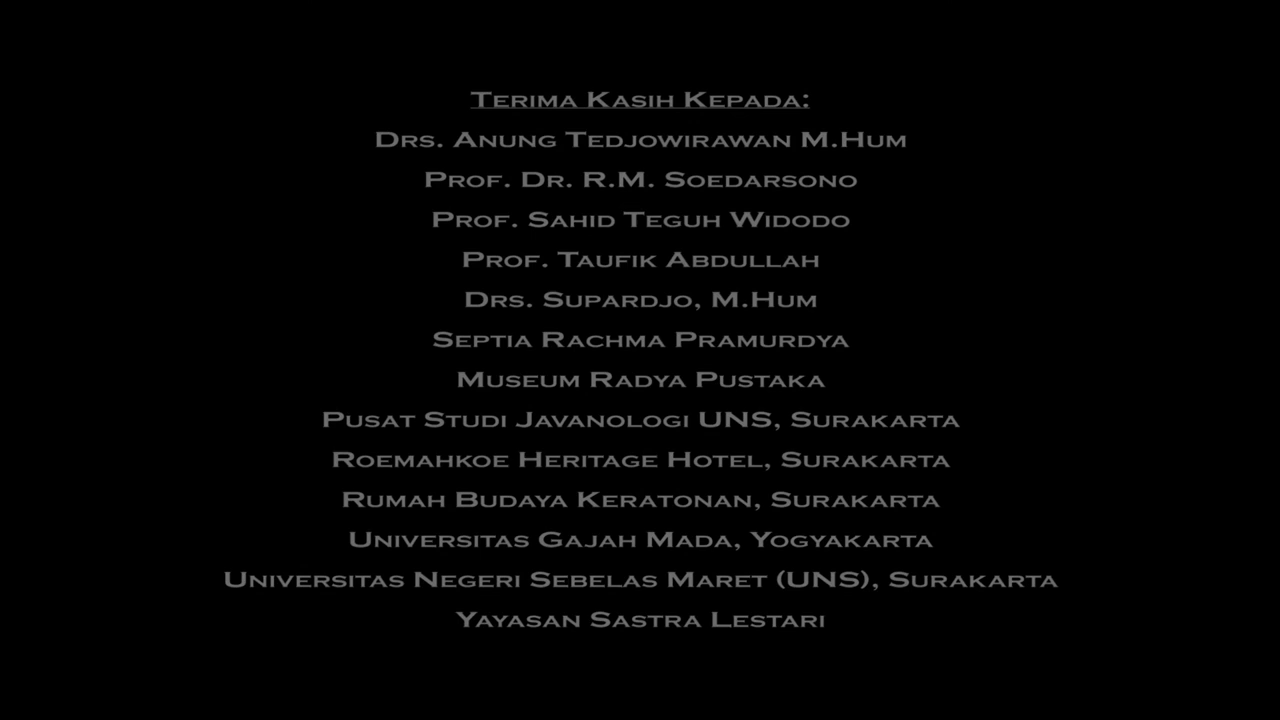 Terima Kasih Kepada:
Drs. Anung Tedjowirawan M.Hum
Prof. Dr. R.M. Soedarsono
Prof. Sahid Teguh Widodo
Prof. Taufik Abdullah
Drs. Supardjo, M.Hum
Septia Rachma Pramurdya
Museum Radya Pustaka
Pusat Studi Javanologi UNS, Surakarta
Roemahkoe Heritage Hotel, Surakarta
Rumah Budaya Keratonan, Surakarta
Universitas Gajah Mada, Yogyakarta
Universitas Negeri Sebelas Maret (UNS), Surakarta
Yayasan Sastra Lestari